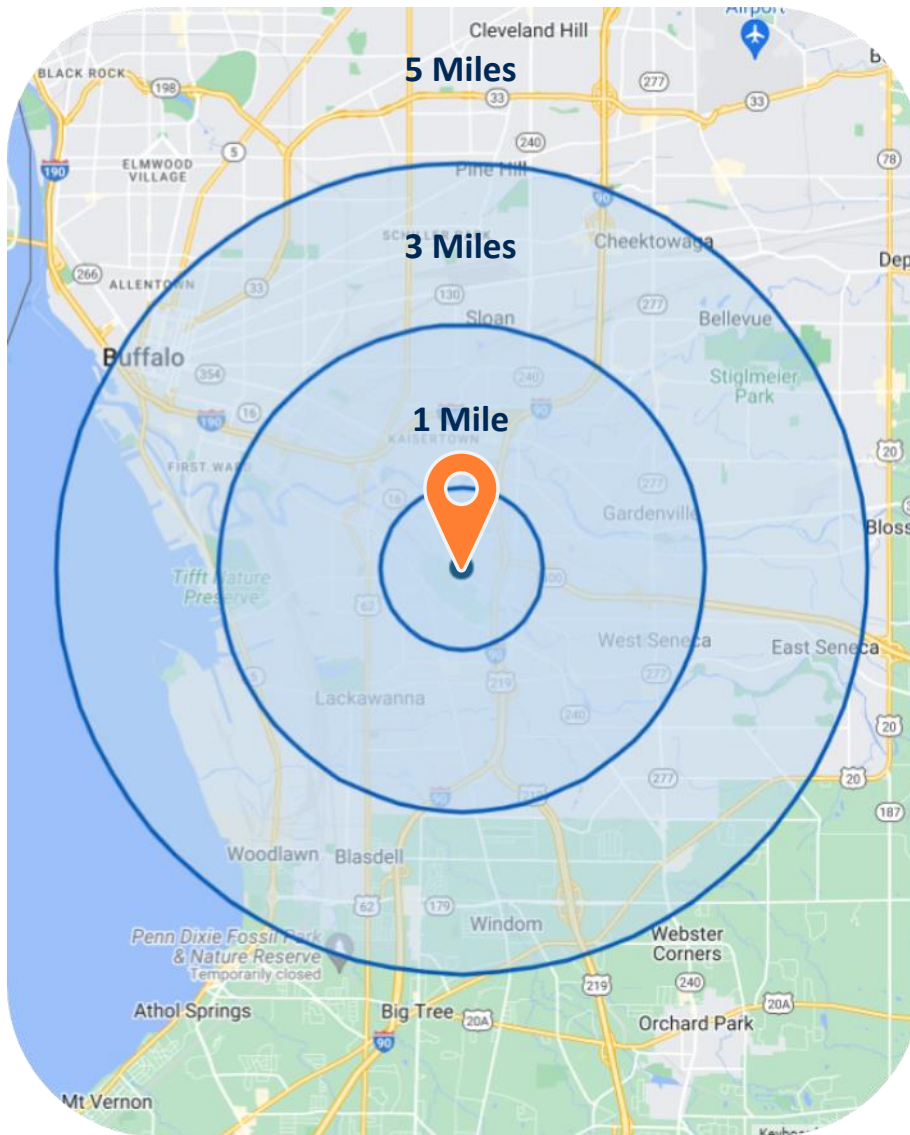 Airport
Cleveland Hill
5 Miles
BLACK ROCK
277
198
33
33
240
5
78
ELMWOOD
VILLAGE
190
Pine Hill
90
SCHILLER PARK
3 Miles
Cheektowaga
266
Dep
ALLENTOWN
33
130
277
Sloan
Bellevue
Buffalo
354
240
Stiglmeier
Park
16
190
1 Mile
90
KAISERTOWN
20
FIRST WARD
277
16
Gardenville
Bloss
Tifft Nature
Preserve
400
62
West Seneca
East Seneca
90
5
219
277
Lackawanna
240
20
90
219
277
20
187
Woodlawn
Blasdell
62
179
Windom
Penn Dixie Fossil Park
& Nature Reserve
Temporarily closed
Webster
Corners
219
240
Athol Springs
Big Tree
20A
20A
Orchard Park
90
Mt Vernon